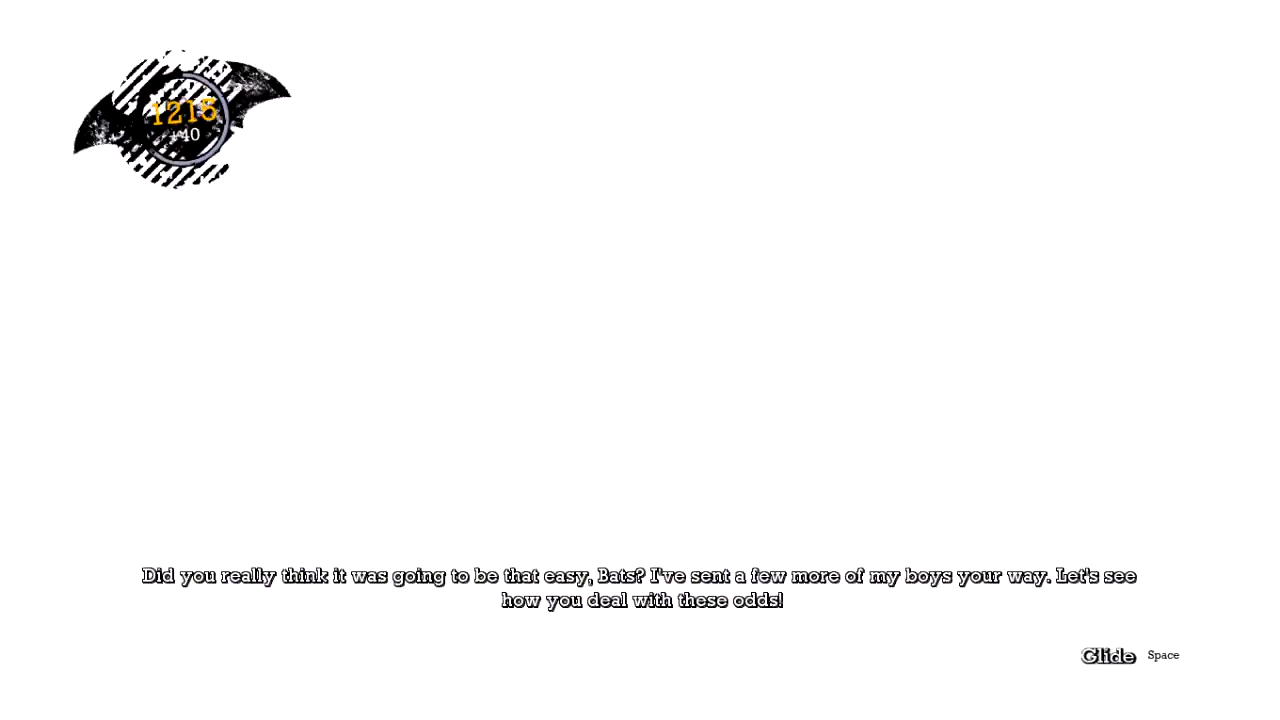 1215
+40
Did you really think it was going to be that easy, Bats? I've sent a few more of my boys your way. Let's see
how you deal with these odds!
Glide Space